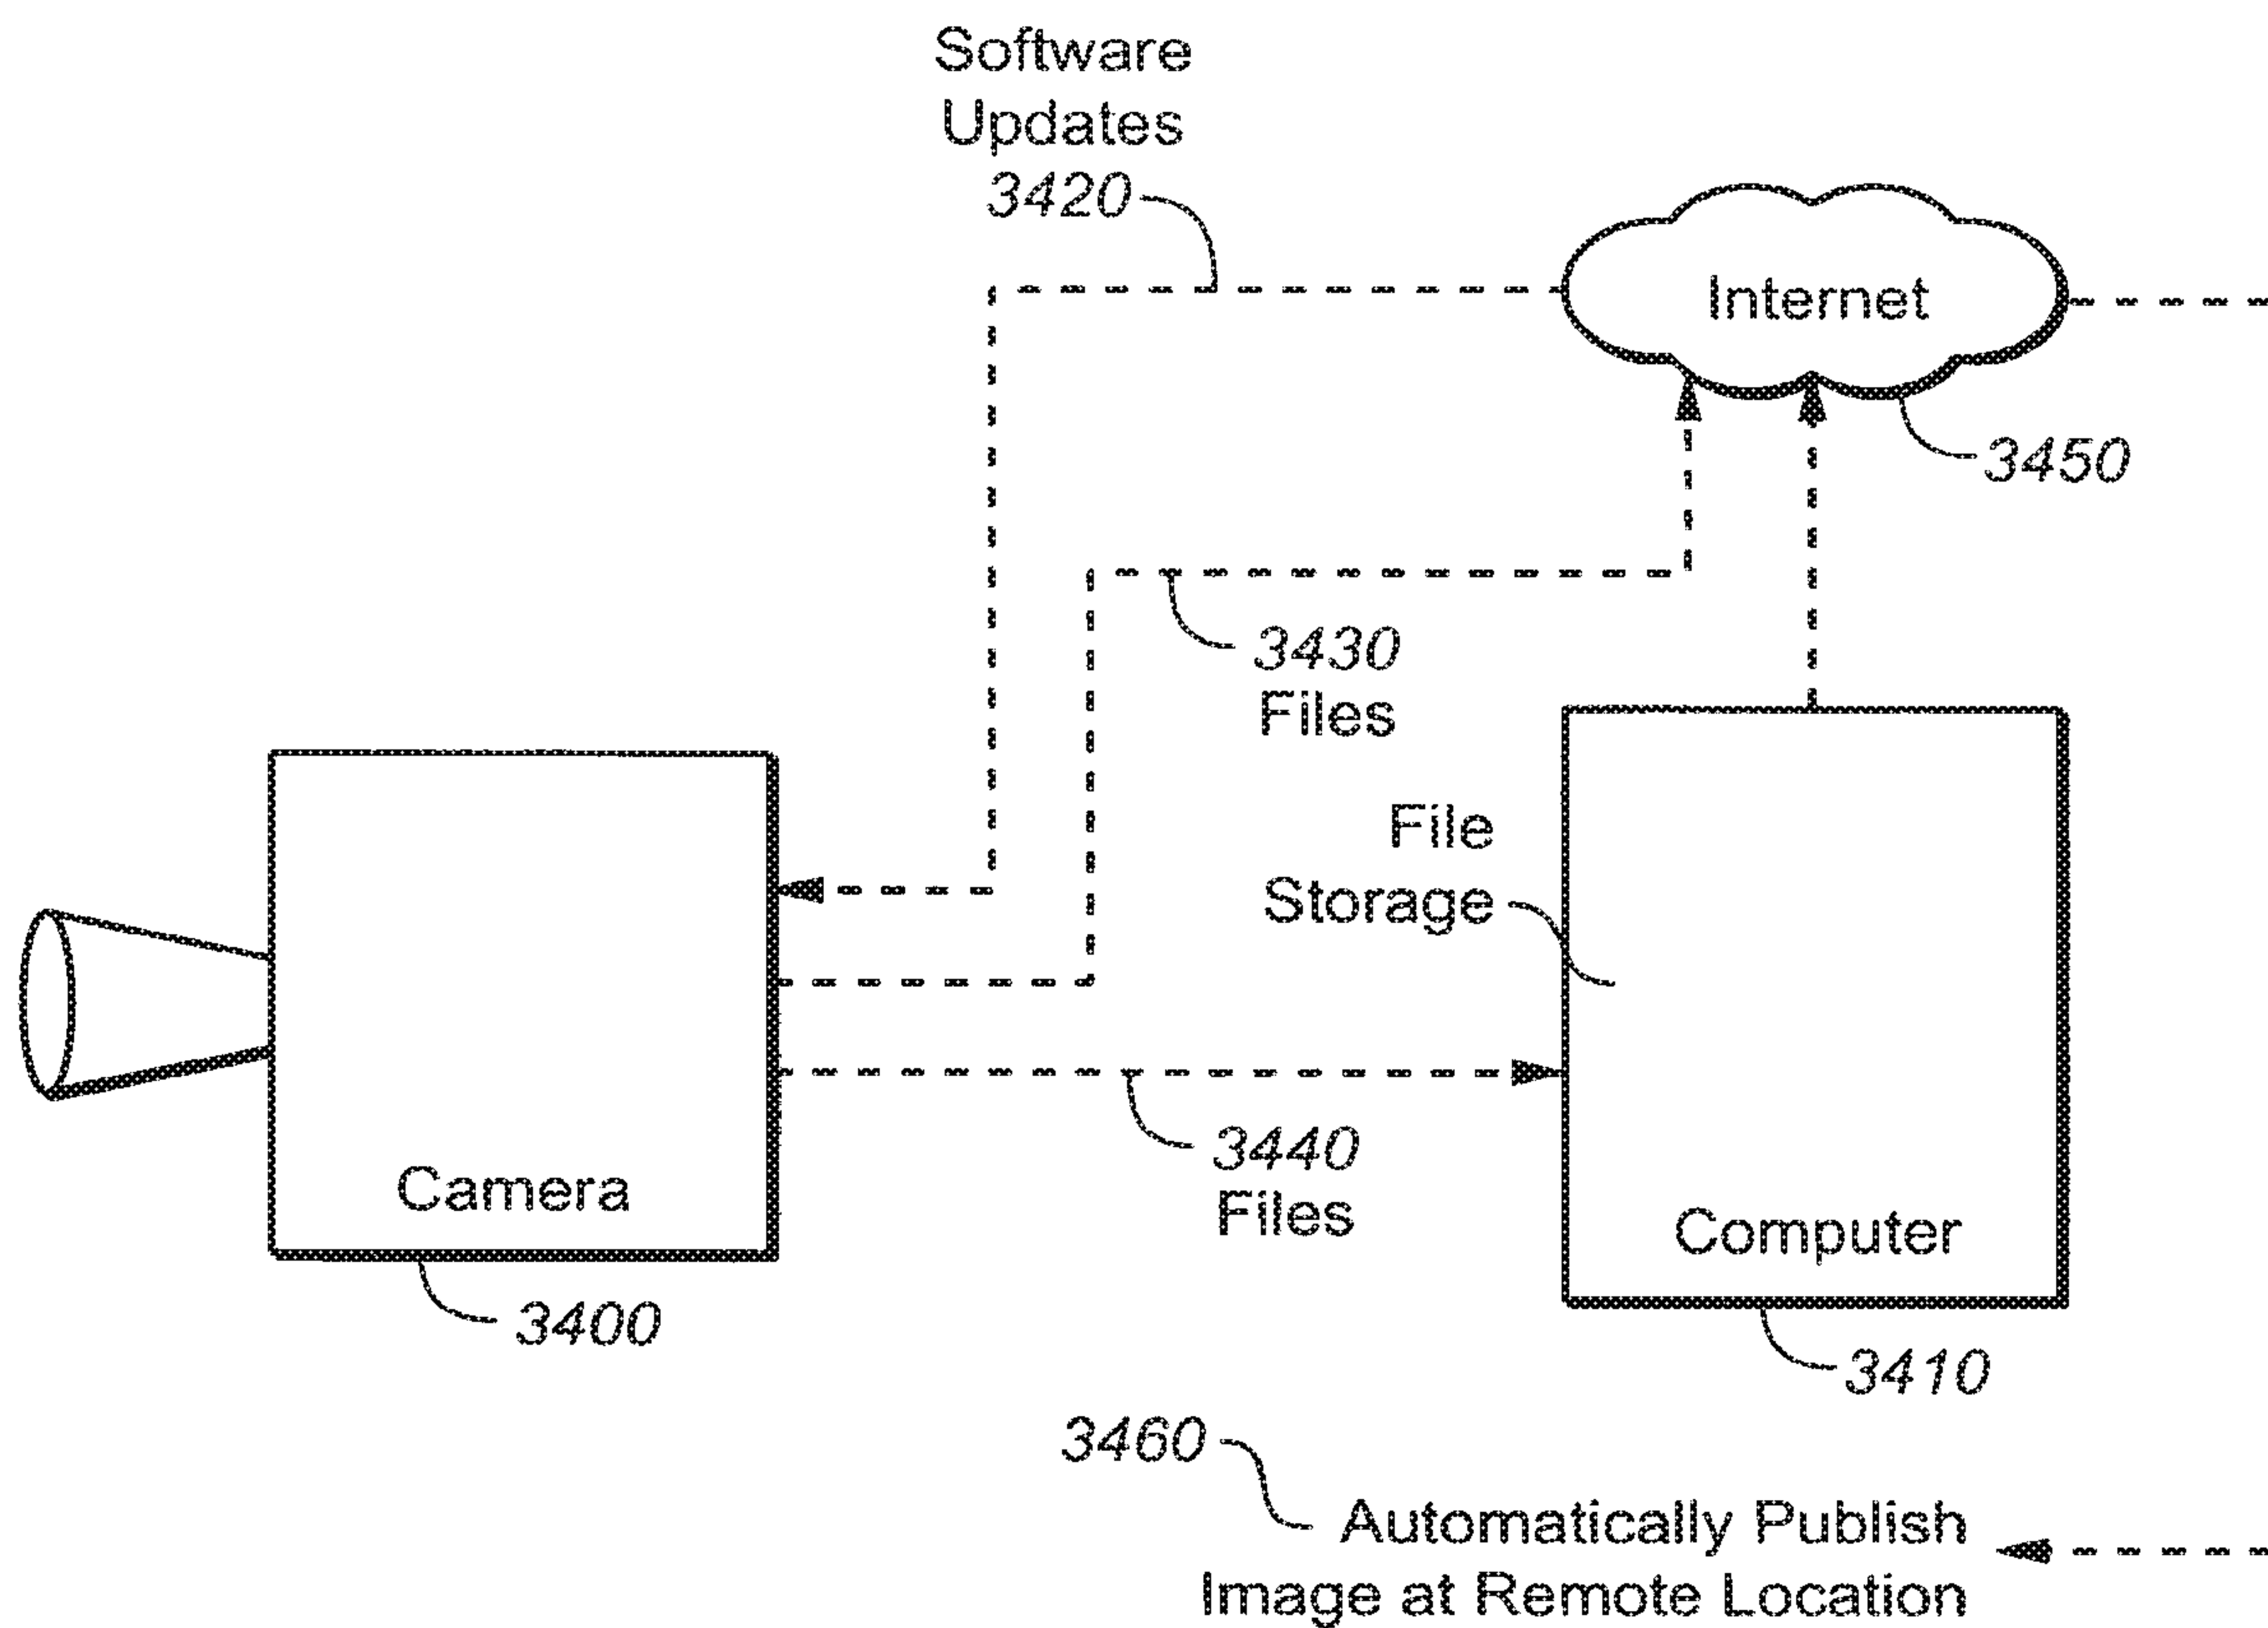 Software
Updates
3420
Internet
3450
3430
Files
File
Storage
Camera
3440
Files
Computer
3400
3410
3460
Automatically Publish
Image at Remote Location